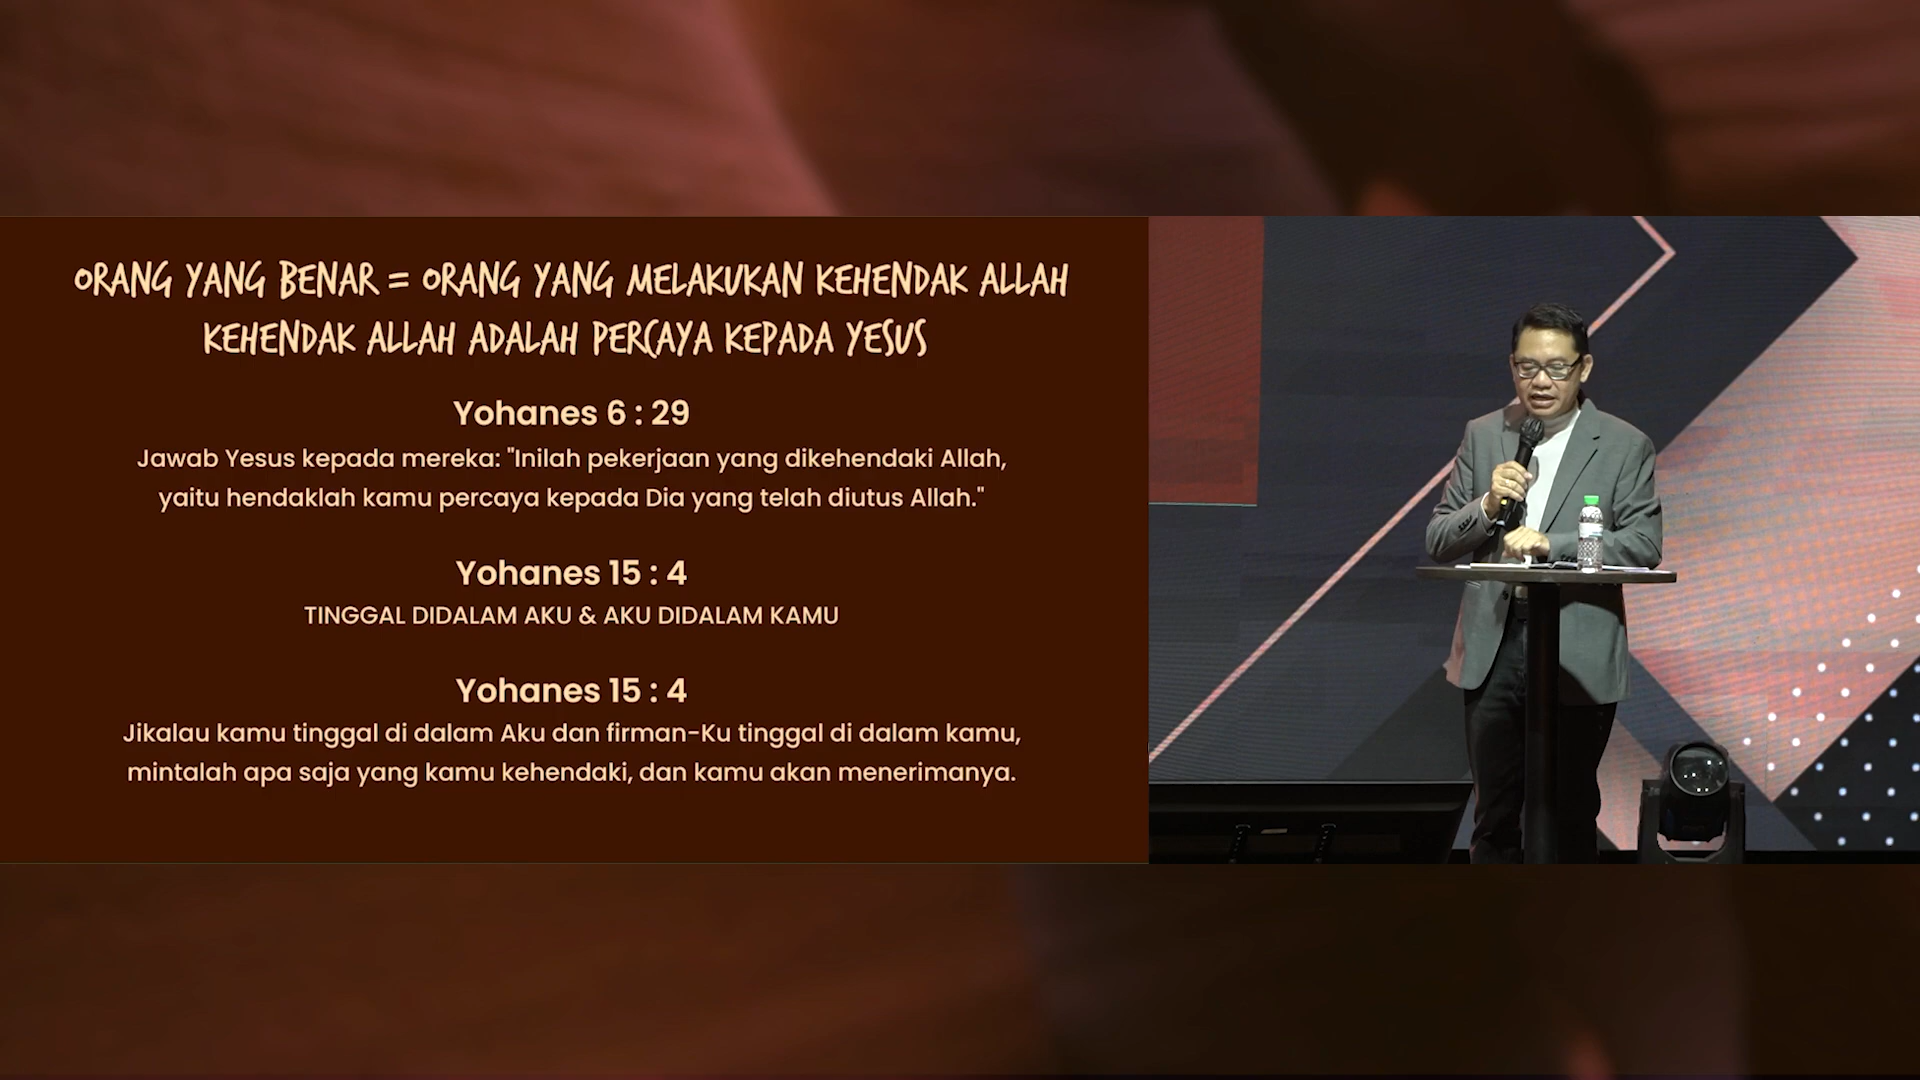 ORANG YANG BENAR = ORANG YANG MELAKUKAN KEHENDAK ALLAH
KEHENDAK ALLAH ADALAH PERCAYA KEPADA YESUS
Yohanes 6 : 29
Jawab Yesus kepada mereka: "Inilah pekerjaan yang dikehendaki Allah,
yaitu hendaklah kamu percaya kepada Dia yang telah diutus Allah."
Yohanes 15 : 4
TINGGAL DIDALAM AKU & AKU DIDALAM KAMU
Yohanes 15 : 4
Jikalau kamu tinggal di dalam Aku dan firman-Ku tinggal di dalam kamu,
mintalah apa saja yang kamu kehendaki, dan kamu akan menerimanya.